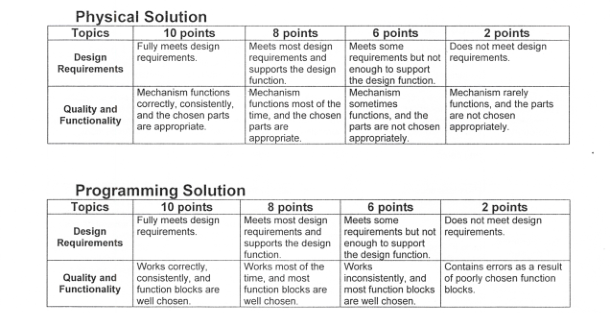 Physical Solution
Topics 10 points 8 points 6 points 2 points
Design Requirements
Fully meets design requirements.
Meets most design requirements and supports the design function.
Meets some requirements but not enough to support the design function.
Does not meet design requirements.
Quality and Functionality
Mechanism functions correctly, consistently, and the chosen parts are appropriate.
Mechanism functions most of the time, and the chosen parts are appropriate.
Mechanism sometimes functions, and the parts are not chosen appropriately.
Mechanism rarely functions, and the parts are not chosen appropriately.
Programming Solution
Topics 10 points 8 points 6 points 2 points
Design Requirements
Fully meets design requirements.
Meets most design requirements and supports the design function.
Meets some requirements but not enough to support the design function.
Does not meet design requirements.
Quality and Functionality
Works correctly, consistently, and function blocks are well chosen.
Works most of the time, and most function blocks are well chosen.
Works inconsistently, and most function blocks are well chosen.
Contains errors as a result of poorly chosen function blocks.